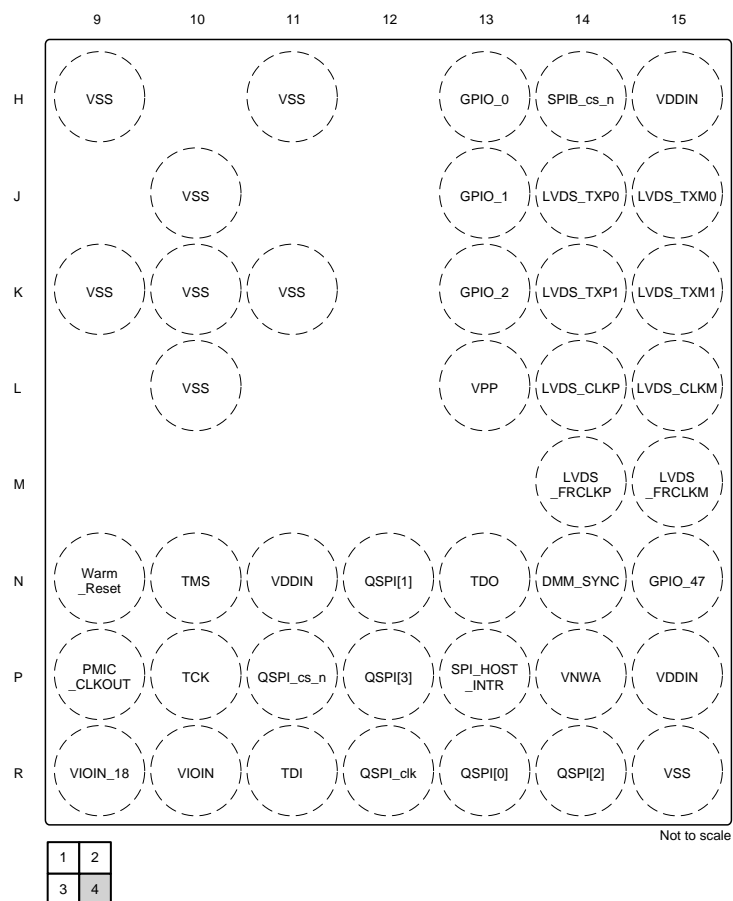 9 10 11 12 13 14 15
H VSS VSS GPIO_0 SPIB_cs_n VDDIN
J VSS GPIO_1 LVDS_TXP0 LVDS_TXM0
K VSS VSS VSS GPIO_2 LVDS_TXP1 LVDS_TXM1
L VSS VPP LVDS_CLKP LVDS_CLKM
M LVDS _FRCLKP LVDS _FRCLKM
N Warm _Reset TMS VDDIN QSPI[1] TDO DMM_SYNC GPIO_47
P PMIC _CLKOUT TCK QSPI_cs_n QSPI[3] SPI_HOST _INTR VNWA VDDIN
R VIOIN_18 VIOIN TDI QSPI_clk QSPI[0] QSPI[2] VSS
Not to scale
1 2
3 4